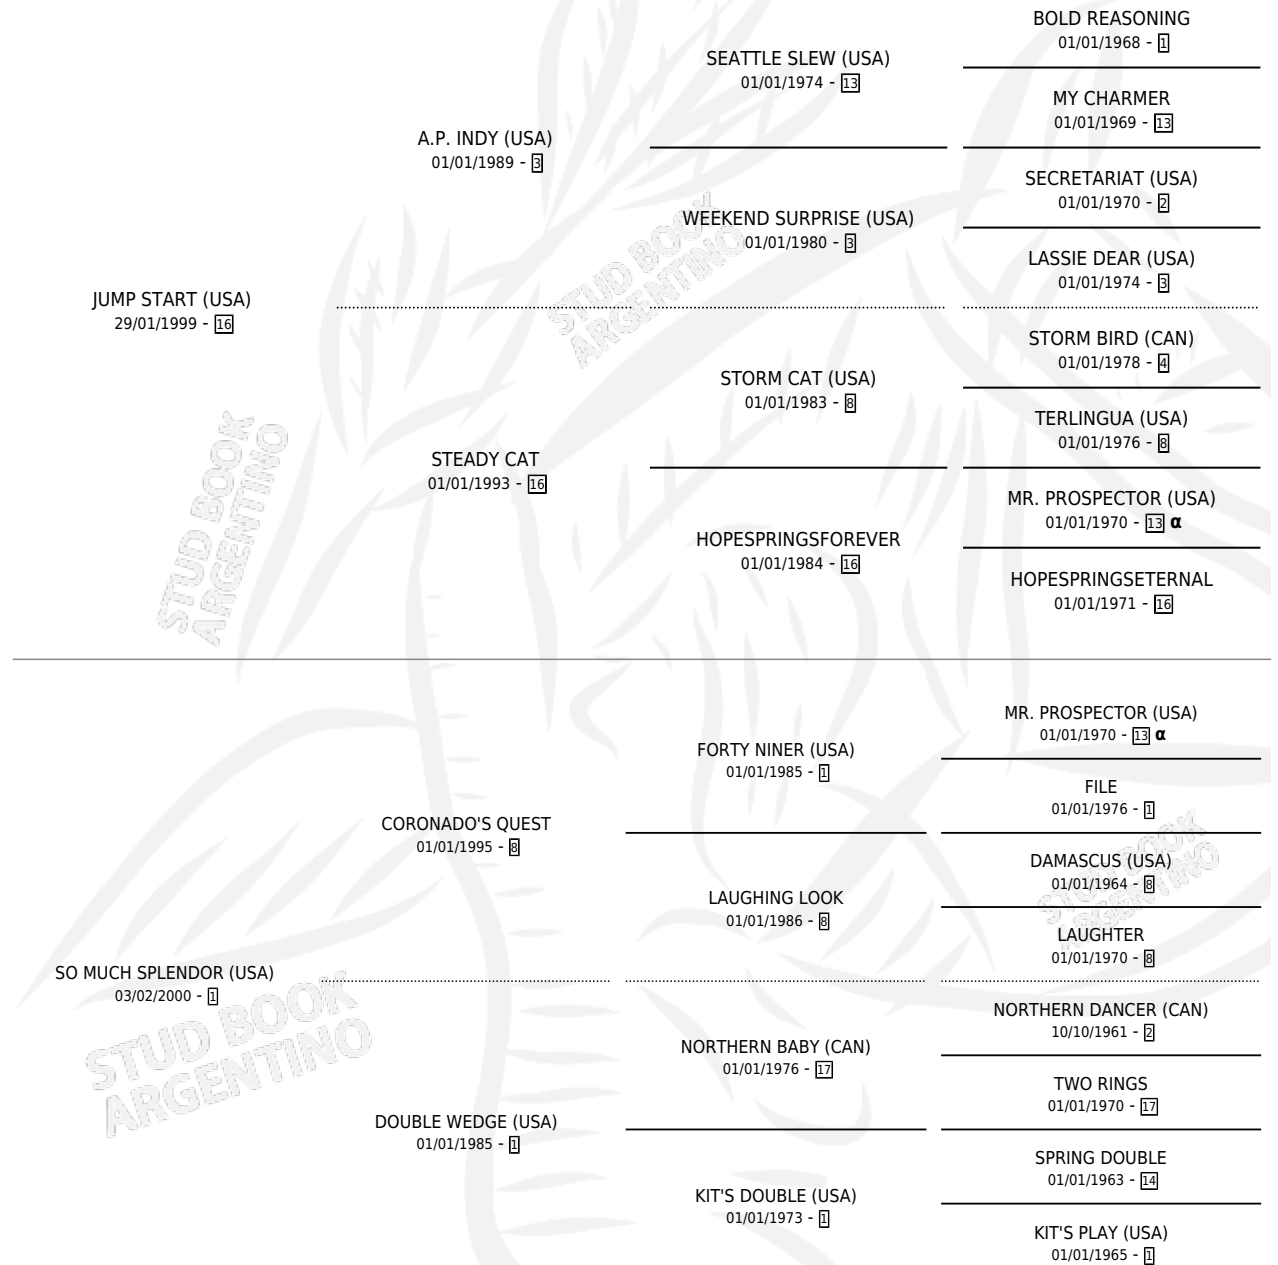 BOLD REASONING
01/01/1968 - 1
SEATTLE SLEW (USA)
01/01/1974 - 13
MY CHARMER
01/01/1969 - 13
A.P. INDY (USA)
01/01/1989 - 3
SECRETARIAT (USA)
01/01/1970 - 2
WEEKEND SURPRISE (USA)
01/01/1980 - 3
LASSIE DEAR (USA)
01/01/1974 - 3
JUMP START (USA)
29/01/1999 - 16
STORM BIRD (CAN)
01/01/1978 - 4
STORM CAT (USA)
01/01/1983 - 8
TERLINGUA (USA)
01/01/1976 - 8
STEADY CAT
01/01/1993 - 16
MR. PROSPECTOR (USA)
01/01/1970 - 13 α
HOPESPRINGSFOREVER
01/01/1984 - 16
HOPESPRINGSETERNAL
01/01/1971 - 16
MR. PROSPECTOR (USA)
01/01/1970 - 13 α
FORTY NINER (USA)
01/01/1985 - 1
FILE
01/01/1976 - 1
CORONADO'S QUEST
01/01/1995 - 8
DAMASCUS (USA)
01/01/1964 - 8
LAUGHING LOOK
01/01/1986 - 8
LAUGHTER
01/01/1970 - 8
SO MUCH SPLENDOR (USA)
03/02/2000 - 1
NORTHERN DANCER (CAN)
10/10/1961 - 2
NORTHERN BABY (CAN)
01/01/1976 - 17
TWO RINGS
01/01/1970 - 17
DOUBLE WEDGE (USA)
01/01/1985 - 1
SPRING DOUBLE
01/01/1963 - 14
KIT'S DOUBLE (USA)
01/01/1973 - 1
KIT'S PLAY (USA)
01/01/1965 - 1
STUD BOOK
ARGENTINO
STUD BOOK
ARGENTINO
STUD BOOK
ARGENTINO
STUD BOOK
ARGENTINO